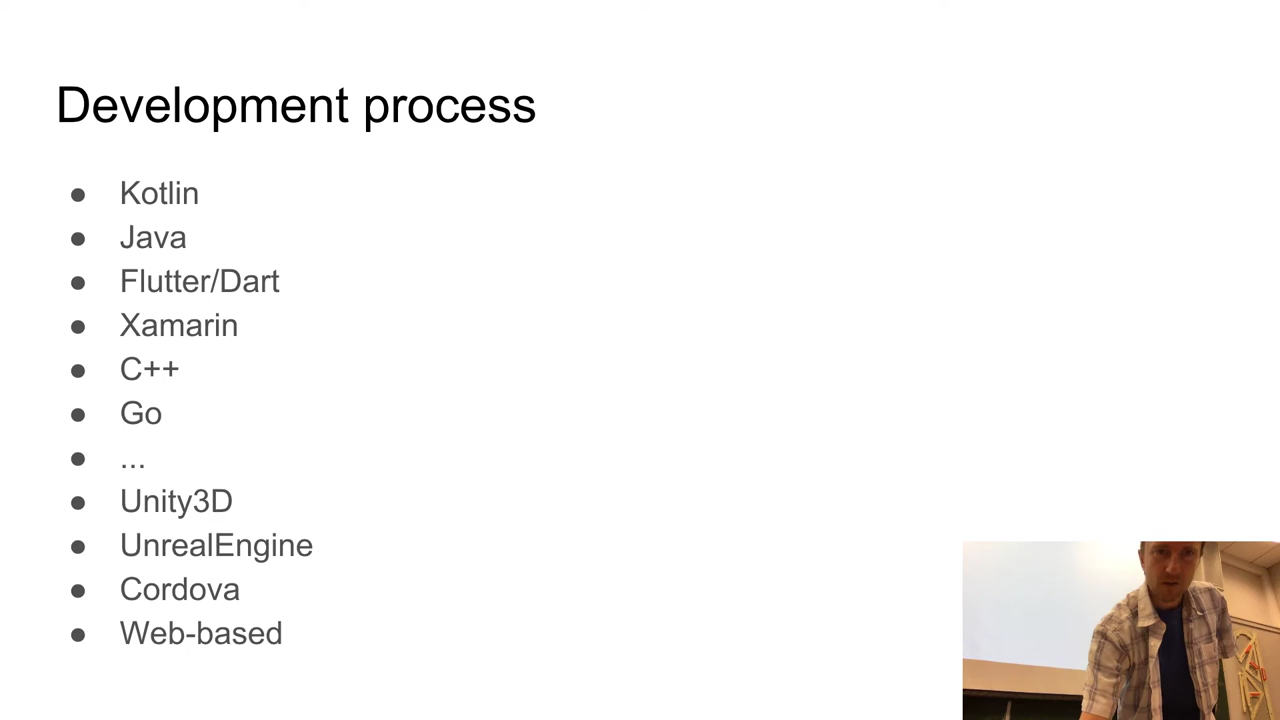 Development process
● Kotlin
● Java
● Flutter/Dart
● Xamarin
● C++
● Go
● ...
● Unity3D
● UnrealEngine
● Cordova
● Web-based